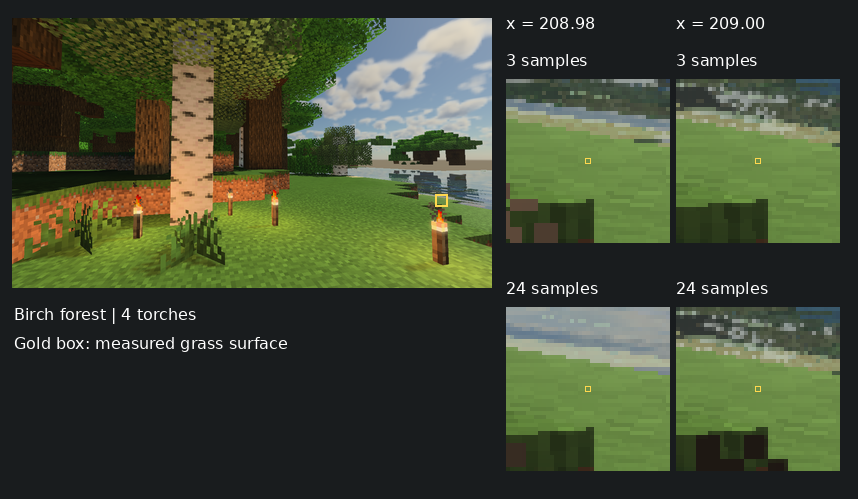 x = 208.98
x = 209.00
3 samples
3 samples
24 samples
24 samples
Birch forest | 4 torches
Gold box: measured grass surface